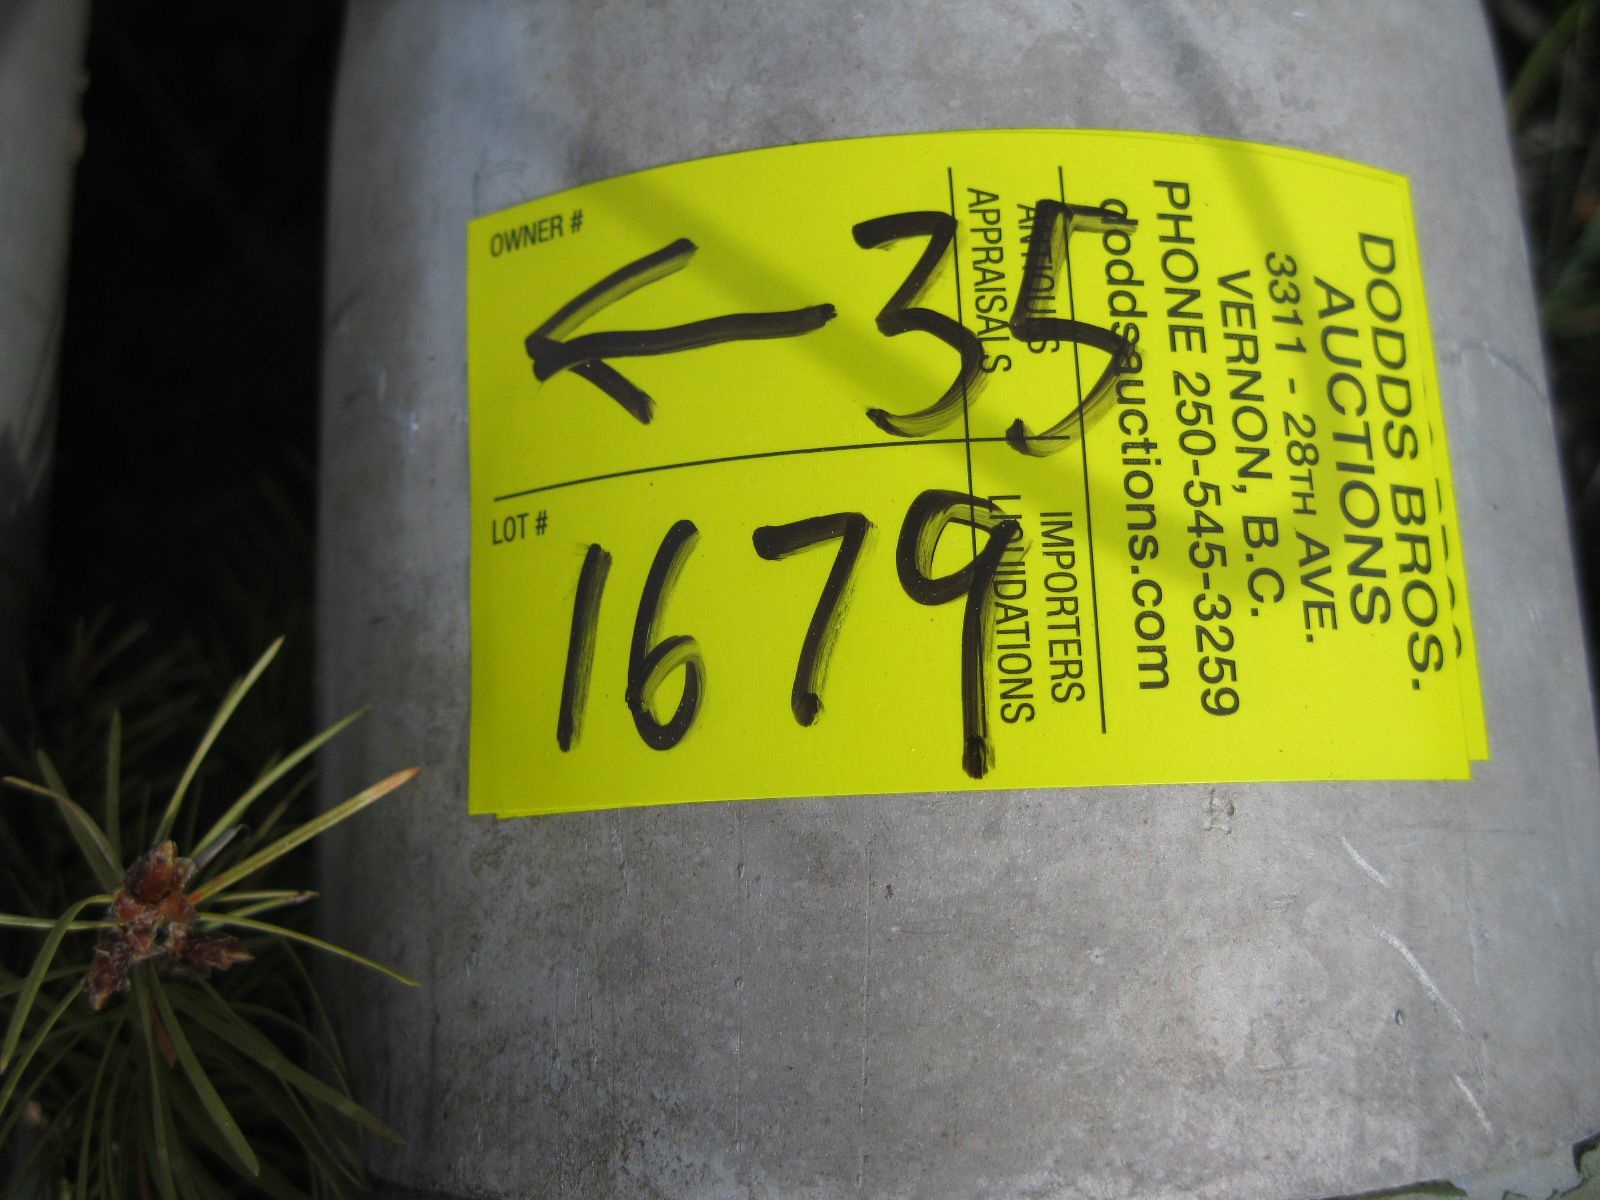 DODDS BROS.
AUCTIONS
3311 - 28TH AVE.
VERNON, B.C.
PHONE 250-545-3259
doddsauctions.com
ANTIQUES IMPORTERS
APPRAISALS LIQUIDATIONS
OWNER #
← 35
LOT #
1679